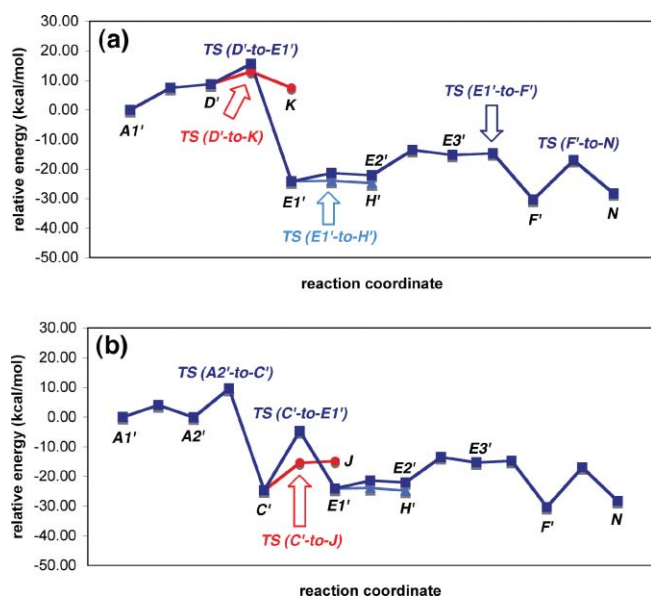 (a)
30.00
20.00
10.00
0.00
-10.00
-20.00
-30.00
-40.00
-50.00
relative energy (kcal/mol)
TS (D'-to-E1')
A1'
D'
K
TS (D'-to-K)
TS (E1'-to-F')
E1'
E2'
H'
E3'
TS (F'-to-N)
F'
N
TS (E1'-to-H')
reaction coordinate
(b)
30.00
20.00
10.00
0.00
-10.00
-20.00
-30.00
-40.00
-50.00
relative energy (kcal/mol)
TS (A2'-to-C')
A1'
A2'
TS (C'-to-E1')
C'
J
E1'
E2'
H'
E3'
F'
N
TS (C'-to-J)
reaction coordinate